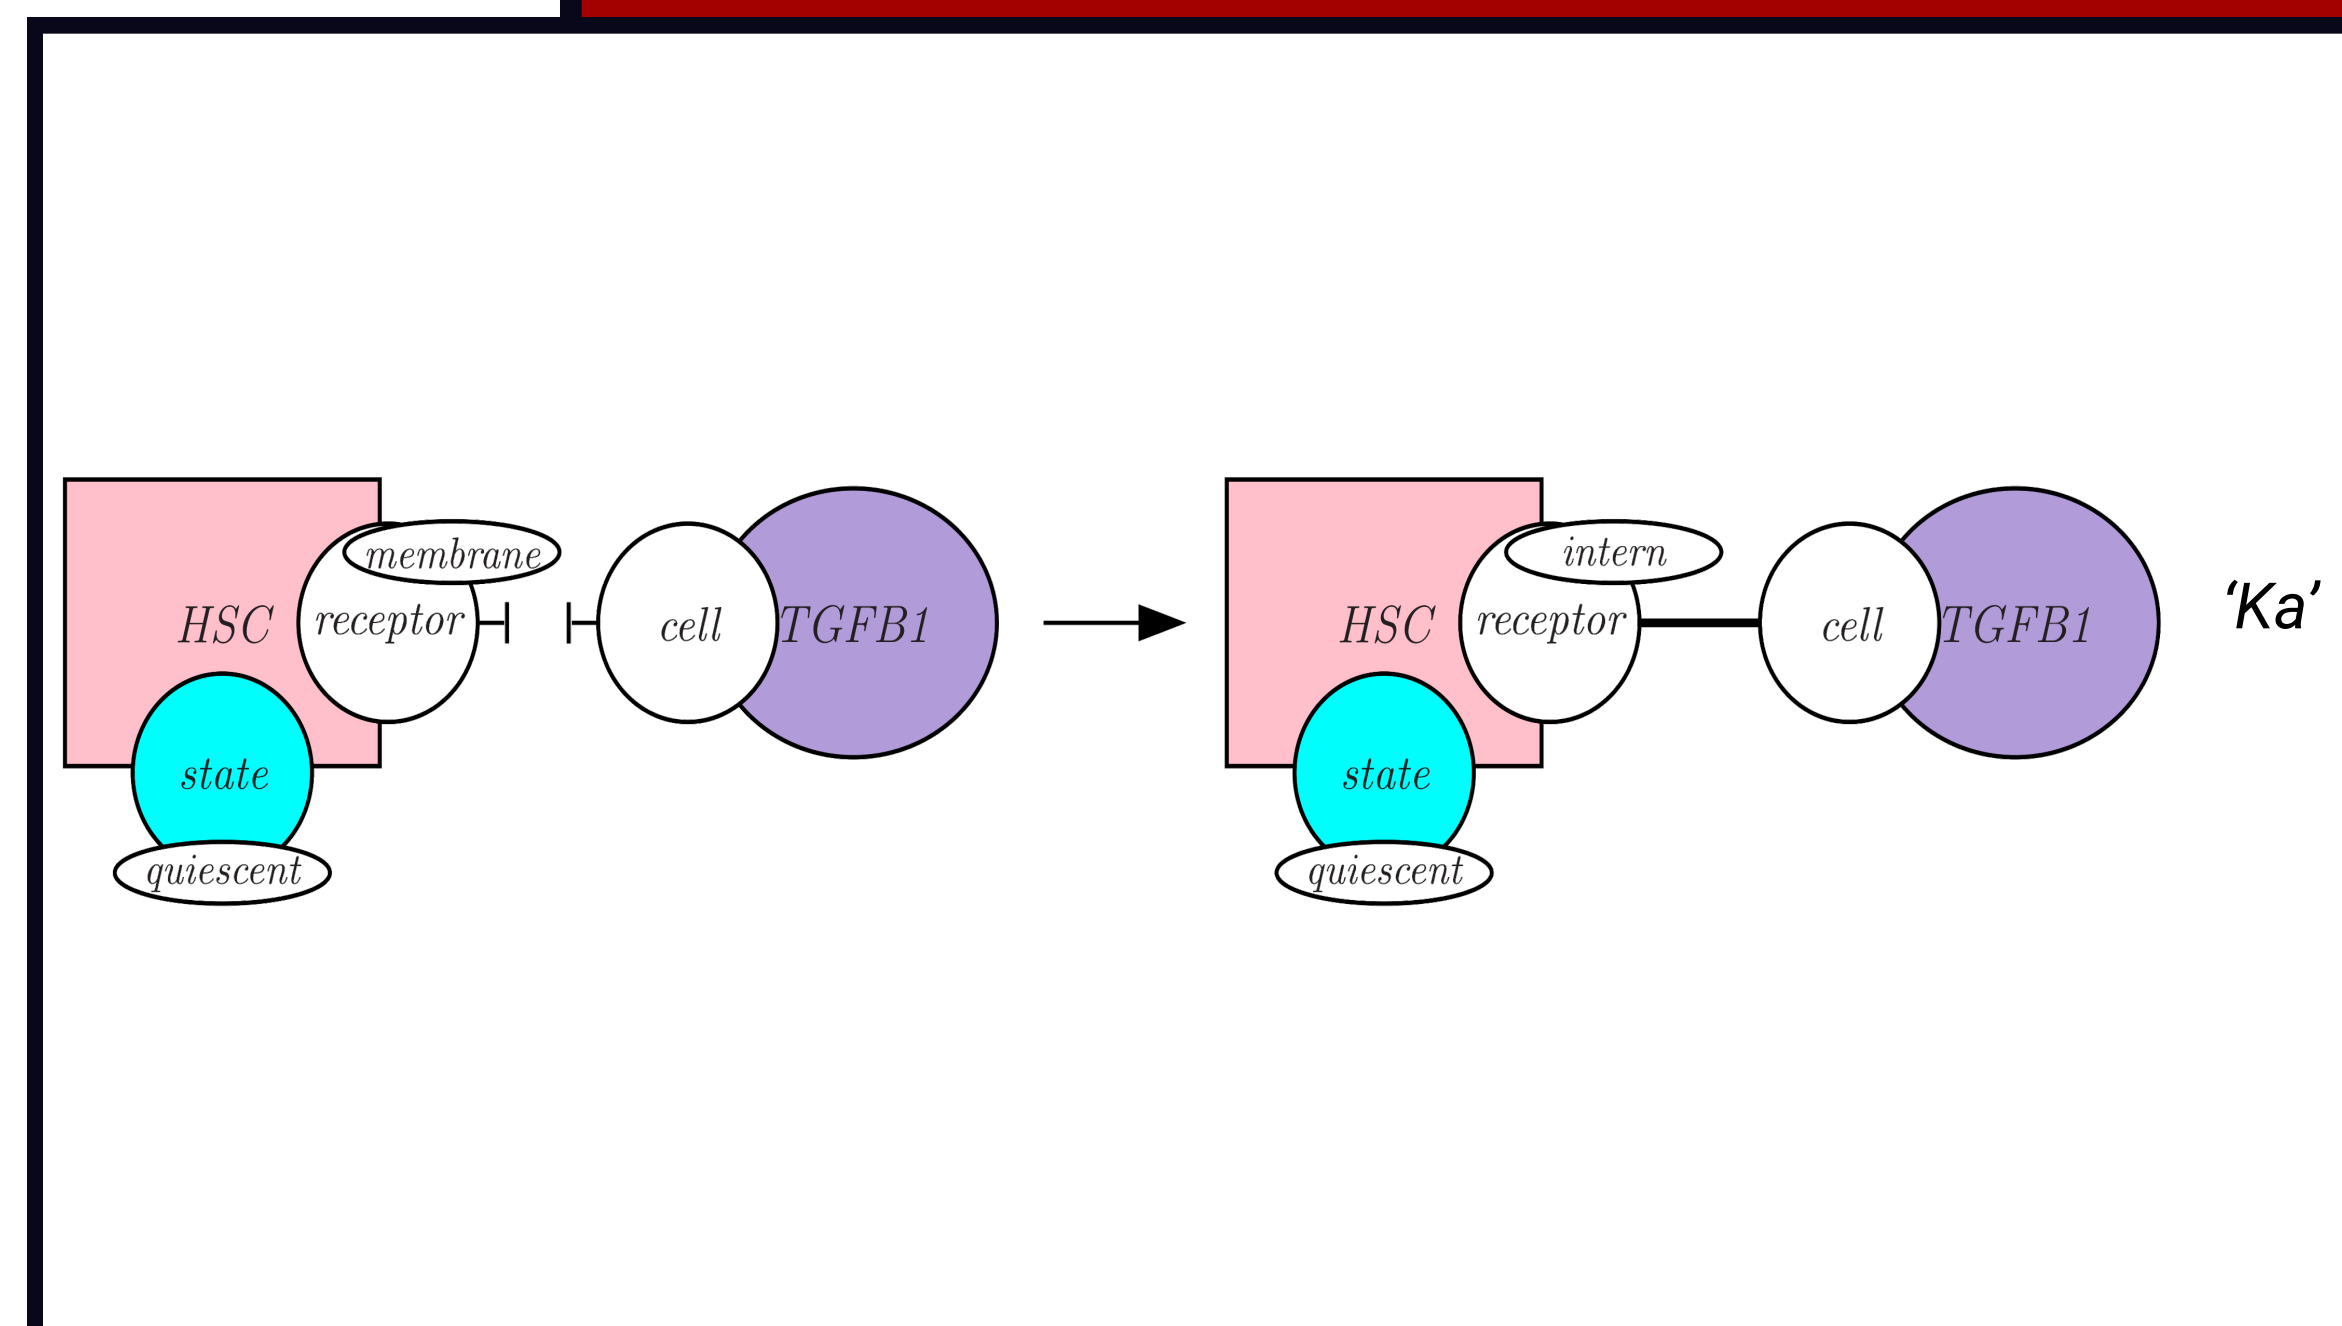 membrane
HSC
receptor
cell
TGFB1
state
quiescent
intern
HSC
receptor
cell
TGFB1
state
quiescent
‘Ka’